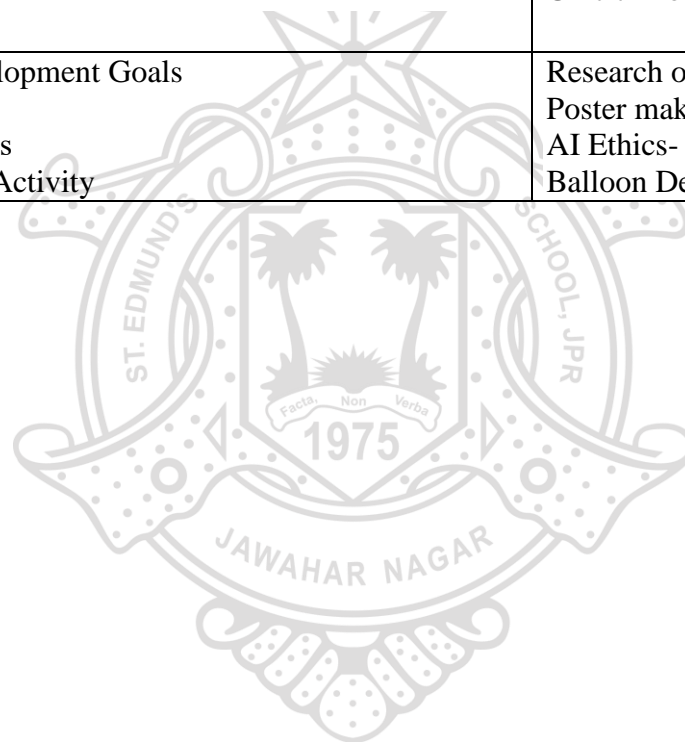 lopment Goals
Research o
Poster mak
s
AI Ethics-
Activity
Balloon De
ST. EDMUND'S
SCHOOL, JPR
Facta, Non Verba
1975
JAWAHAR NAGAR